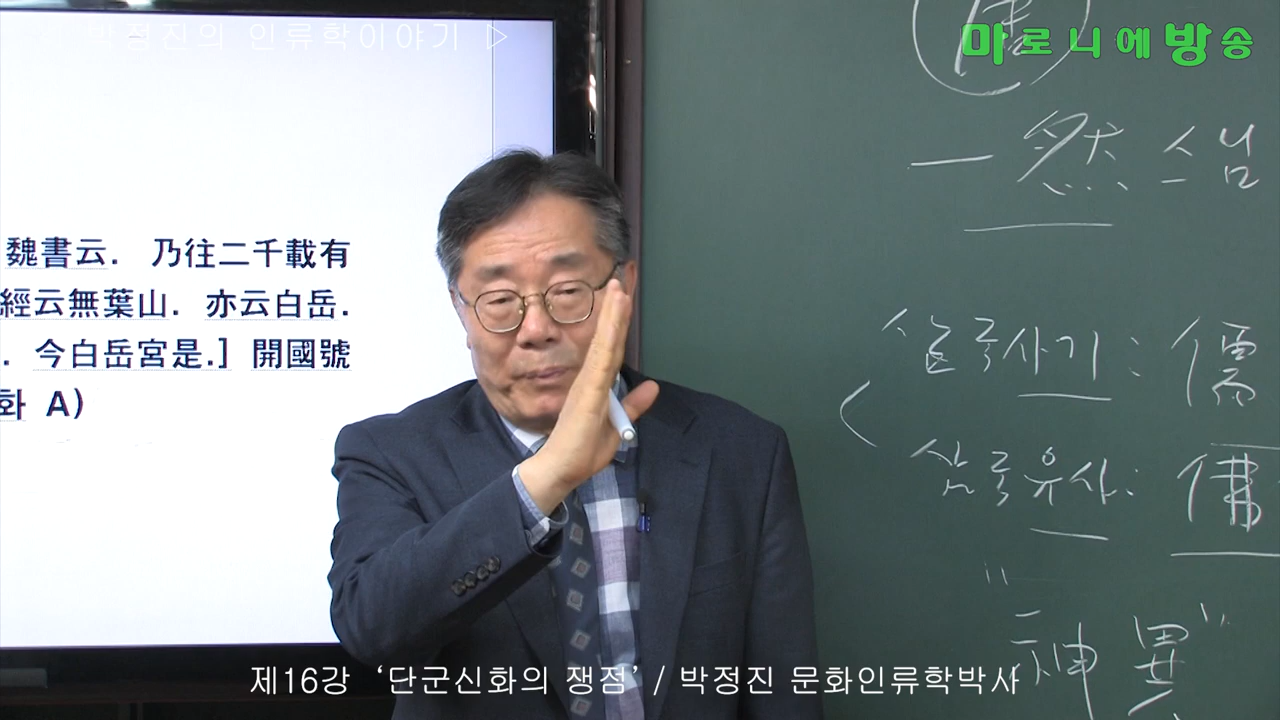 박정진의 인류학이야기 ▷
마로니에방송
魏書云. 乃往二千載有
經云無葉山. 亦云白岳.
. 今白岳宮是.] 開國號
화 A)
一然 스님
삼국사기 : 儒
삼국유사 : 佛
"神異"
제16강 ‘단군신화의 쟁점’ / 박정진 문화인류학박사